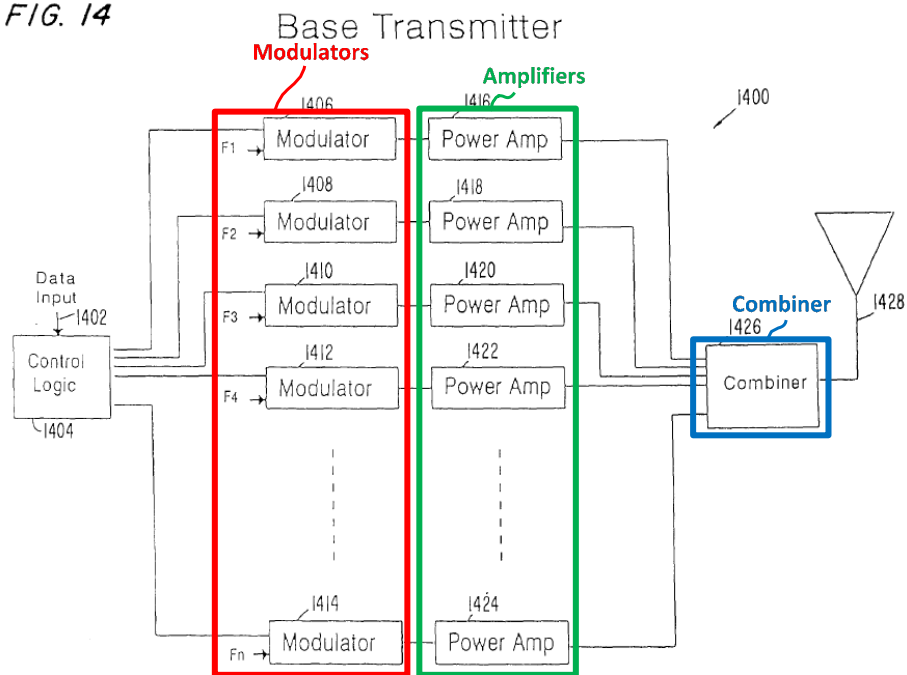 FIG. 14
Base Transmitter
Modulators
Amplifiers
1400
1406
Modulator
F1
1416
Power Amp
1408
Modulator
F2
1418
Power Amp
1410
Modulator
F3
1420
Power Amp
1412
Modulator
F4
1422
Power Amp
Data
Input
1402
Control
Logic
1404
Combiner
1426
Combiner
1428
1414
Modulator
Fn
1424
Power Amp